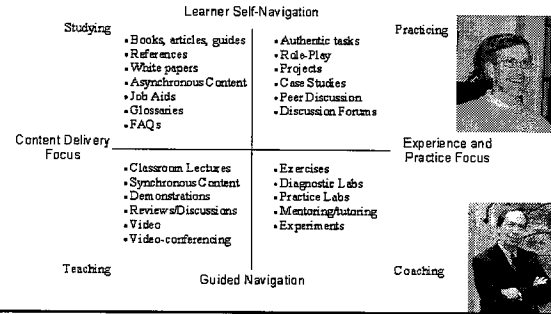 Learner Self-Navigation
Studying
Practicing
• Books, articles, guides
• References
• White papers
• Asynchronous Content
• Job Aids
• Glossaries
• FAQs
• Authentic tasks
• Role-Play
• Projects
• Case Studies
• Peer Discussion
• Discussion Forums
Content Delivery
Focus
Experience and
Practice Focus
• Classroom Lectures
• Synchronous Content
• Demonstrations
• Reviews/Discussions
• Video
• Video-conferencing
• Exercises
• Diagnostic Labs
• Practice Labs
• Mentoring/tutoring
• Experiments
Teaching
Coaching
Guided Navigation